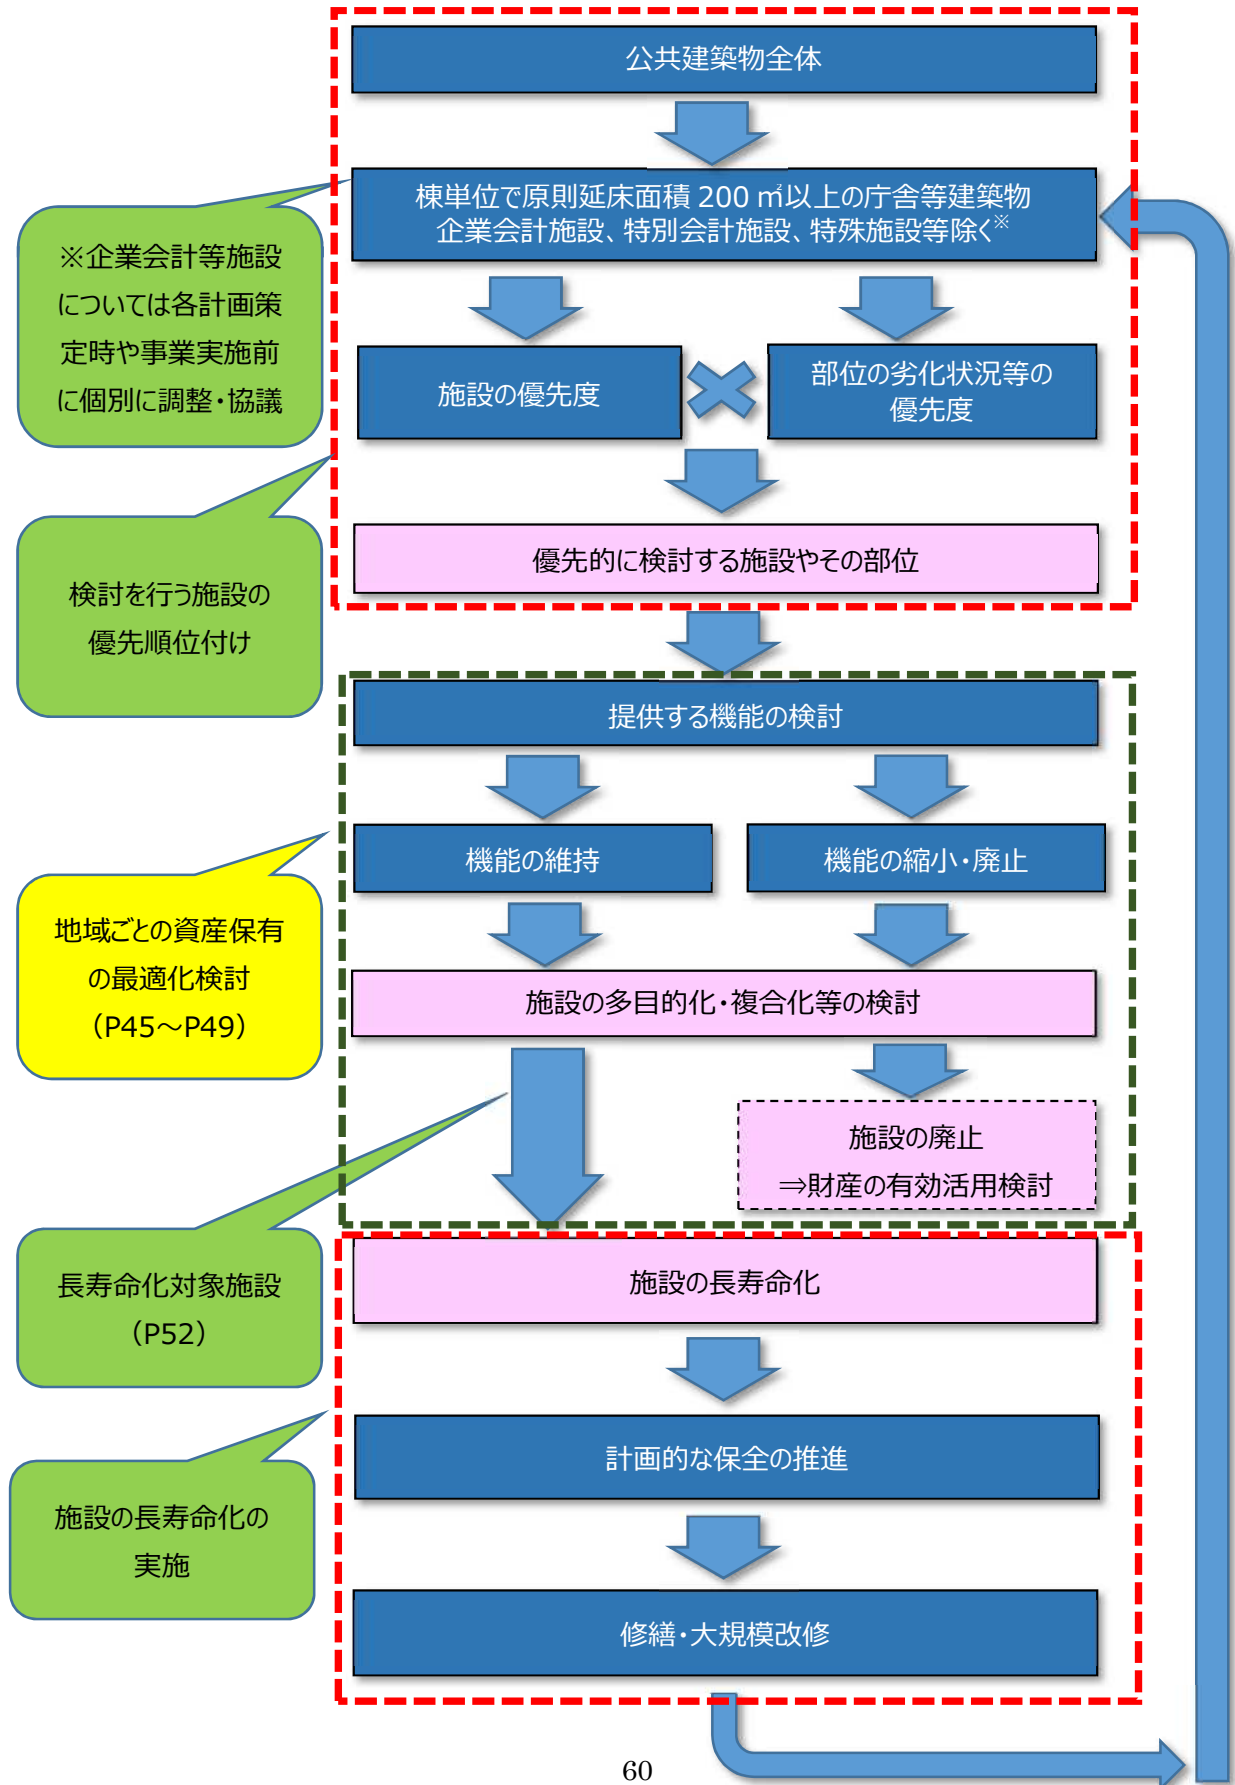 公共建築物全体
棟単位で原則延床面積 200 ㎡以上の庁舎等建築物
企業会計施設、特別会計施設、特殊施設等除く※
※企業会計等施設
については各計画策
定時や事業実施前
に個別に調整・協議
施設の優先度
部位の劣化状況等の
優先度
優先的に検討する施設やその部位
検討を行う施設の
優先順位付け
提供する機能の検討
機能の維持
機能の縮小・廃止
地域ごとの資産保有
の最適化検討
（P45～P49）
施設の多目的化・複合化等の検討
施設の廃止
⇒財産の有効活用検討
長寿命化対象施設
（P52）
施設の長寿命化
計画的な保全の推進
施設の長寿命化の
実施
修繕・大規模改修
60